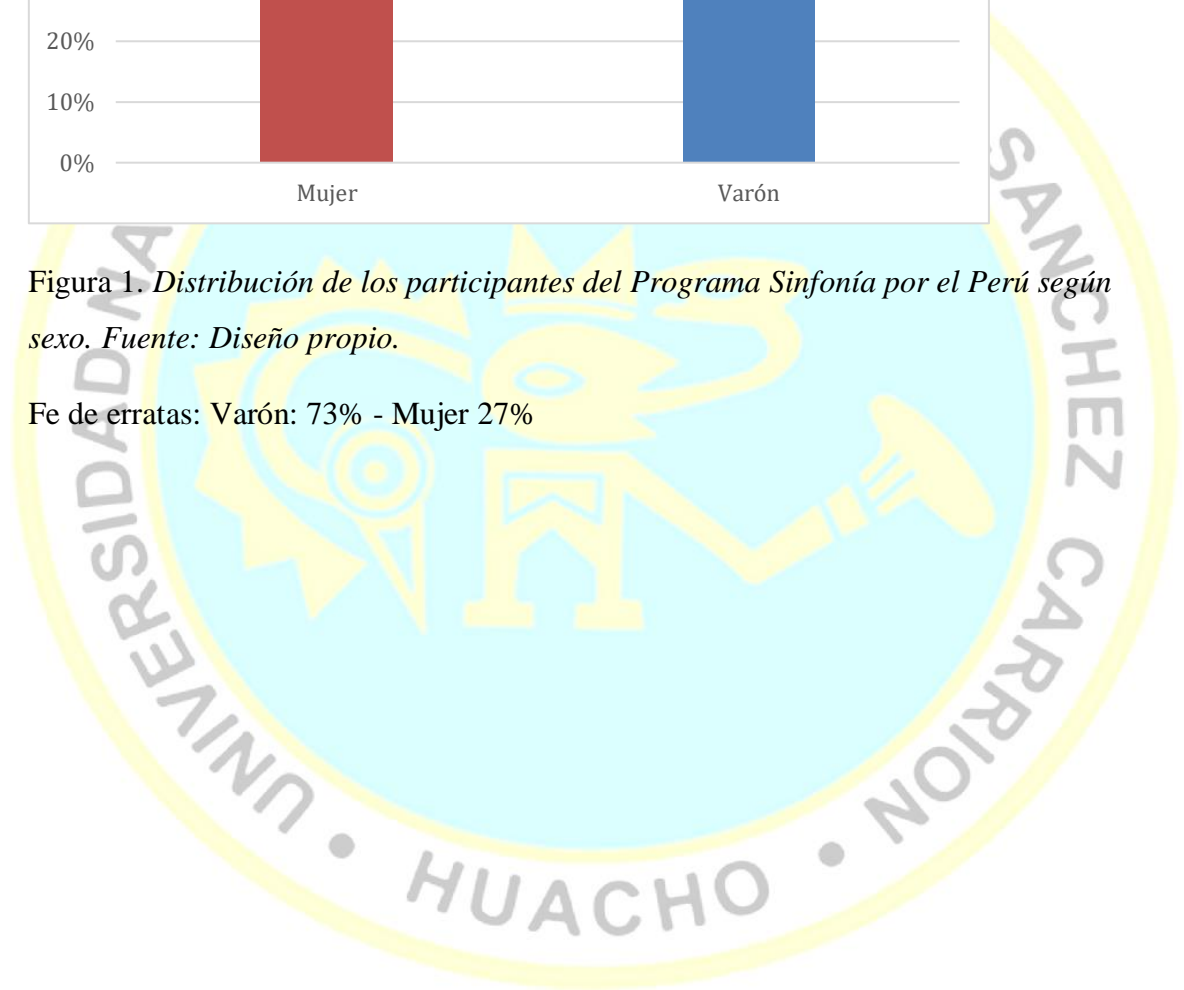 20%
10%
0%
Mujer
Varón
Figura 1. Distribución de los participantes del Programa Sinfonía por el Perú según
sexo. Fuente: Diseño propio.
Fe de erratas: Varón: 73% - Mujer 27%
UNIVERSIDAD NA
SANCHEZ CARRION
• HUACHO •